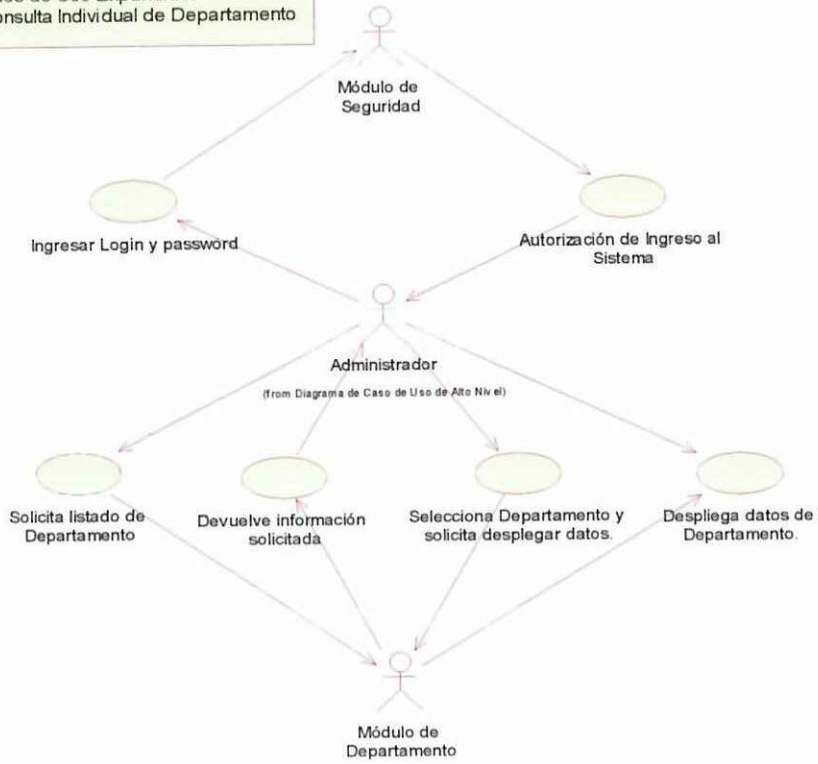 Consulta Individual de Departamento
Módulo de
Seguridad
Ingresar Login y password
Autorización de Ingreso al
Sistema
Administrador
(from Diagrama de Caso de Uso de Alto Nivel)
Solicita listado de
Departamento
Devuelve información
solicitada
Selecciona Departamento y
solicita desplegar datos.
Despliega datos de
Departamento.
Módulo de
Departamento